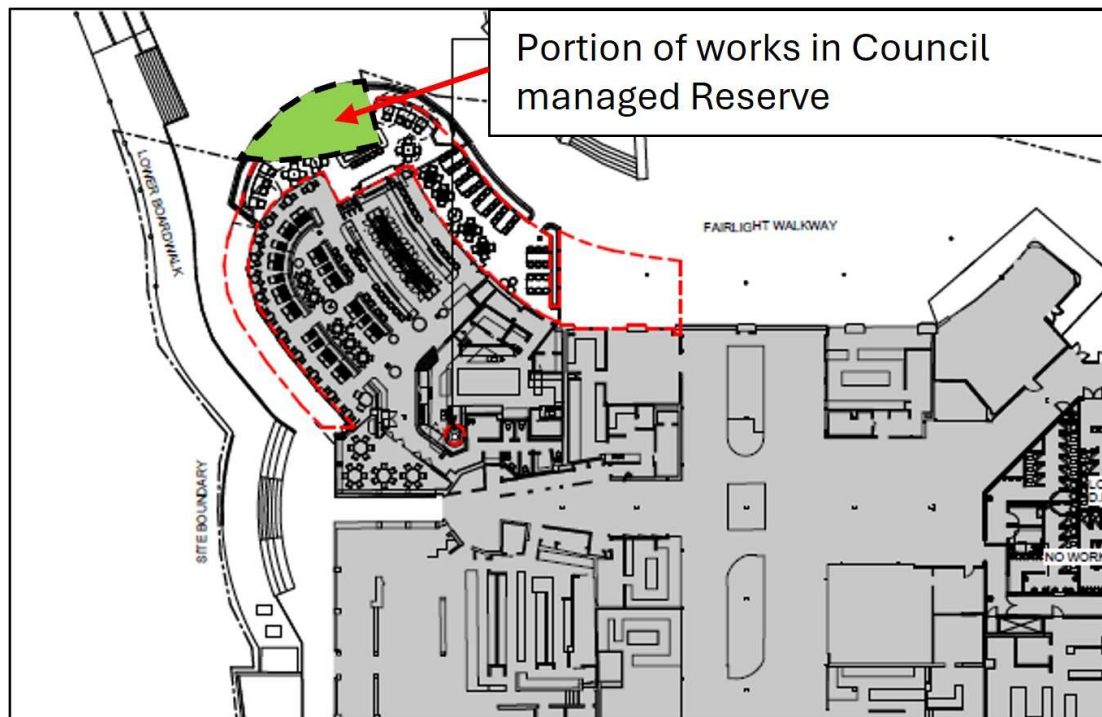 Portion of works in Council
managed Reserve
LOWER BOARDWALK
FAIRLIGHT WALKWAY
SITE BOUNDARY
NO WORK